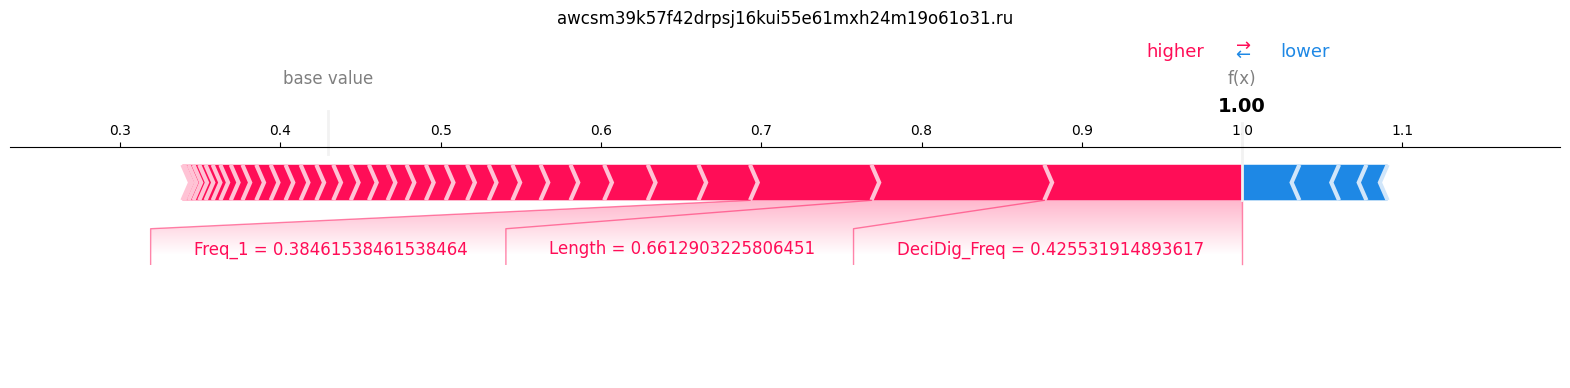 awcsm39k57f42drpsj16kui55e61mxh24m19o61o31.ru
higher ⇄ lower
base value f(x)
1.00
0.3 0.4 0.5 0.6 0.7 0.8 0.9 1.0 1.1
Freq_1 = 0.38461538461538464 Length = 0.6612903225806451 DeciDig_Freq = 0.425531914893617